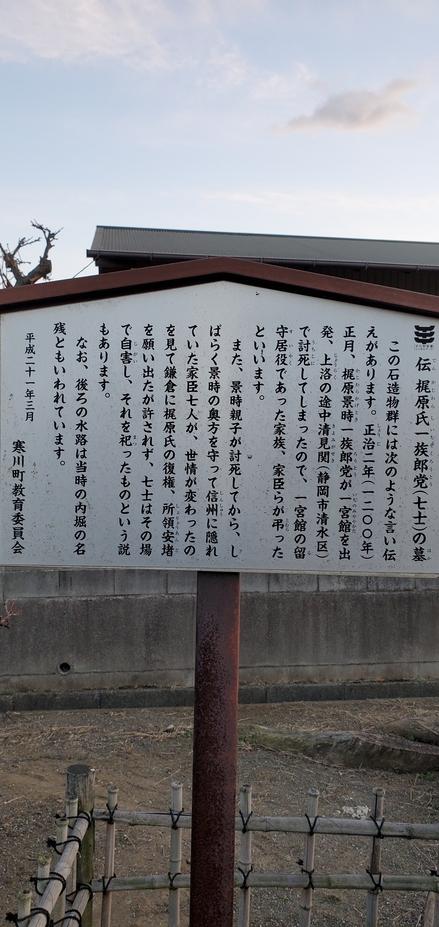 伝 梶原氏一族郎党(七士)の墓
この石造物群には次のような言い伝
えがあります。正治二年(一二〇〇年)
正月、梶原景時一族郎党が一宮館を出
発、上洛の途中清見関(静岡市清水区)
で討死してしまったので、一宮館の留
守居役であった家族、家臣らが弔った
といいます。
また、景時親子が討死してから、し
ばらく景時の奥方を守って信州に隠れ
ていた家臣七人が、世情が変わったの
を見て鎌倉に梶原氏の復権、所領安堵
を願い出たが許されず、七士はその場
で自害し、それを祀ったものという説
もあります。
なお、後ろの水路は当時の内堀の名
残ともいわれています。
平成二十一年三月
寒川町教育委員会